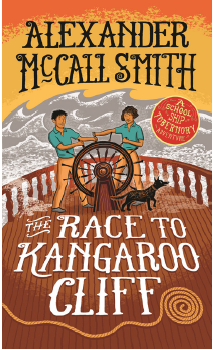 ALEXANDER
McCALL SMITH
A
SCHOOL
SHIP
TOBERMORY
ADVENTURE
THE RACE TO
KANGAROO
CLIFF